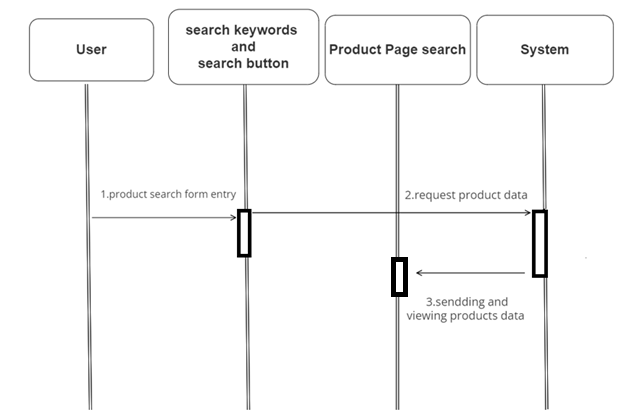 User
search keywords
and
search button
Product Page search
System
1.product search form entry
2.request product data
3.sendding and
viewing products data